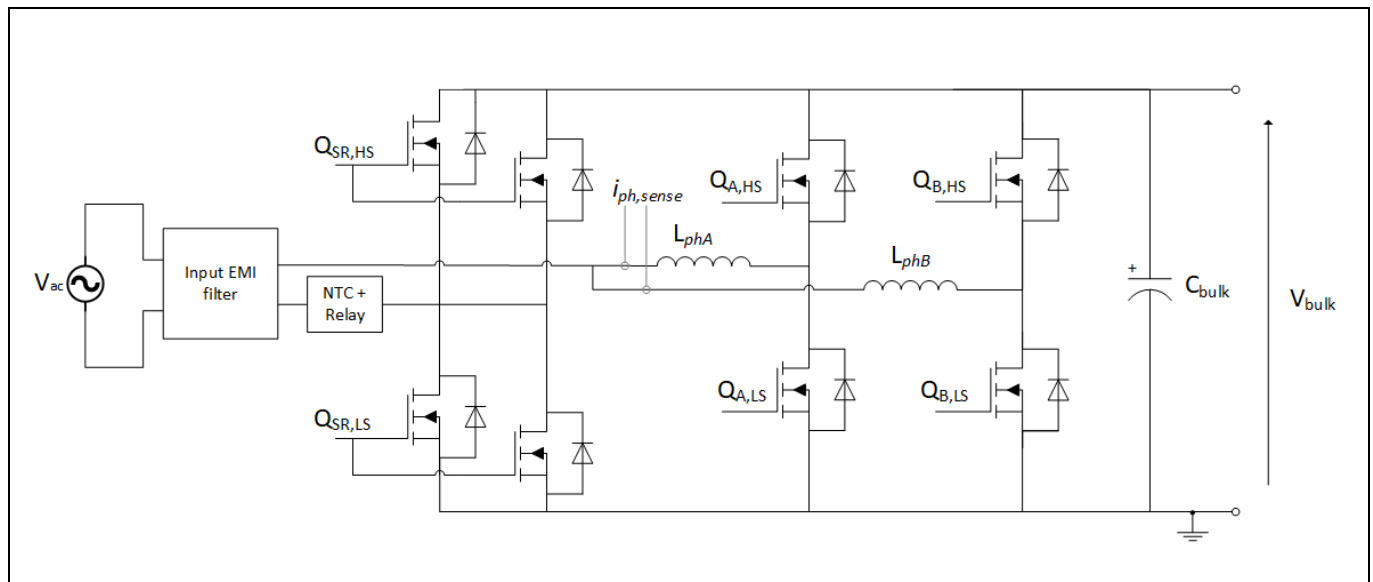 Q_SR,HS
Q_A,HS
Q_B,HS
i_ph,sense
L_phA
L_phB
V_ac
Input EMI
filter
NTC +
Relay
+
C_bulk
V_bulk
Q_SR,LS
Q_A,LS
Q_B,LS